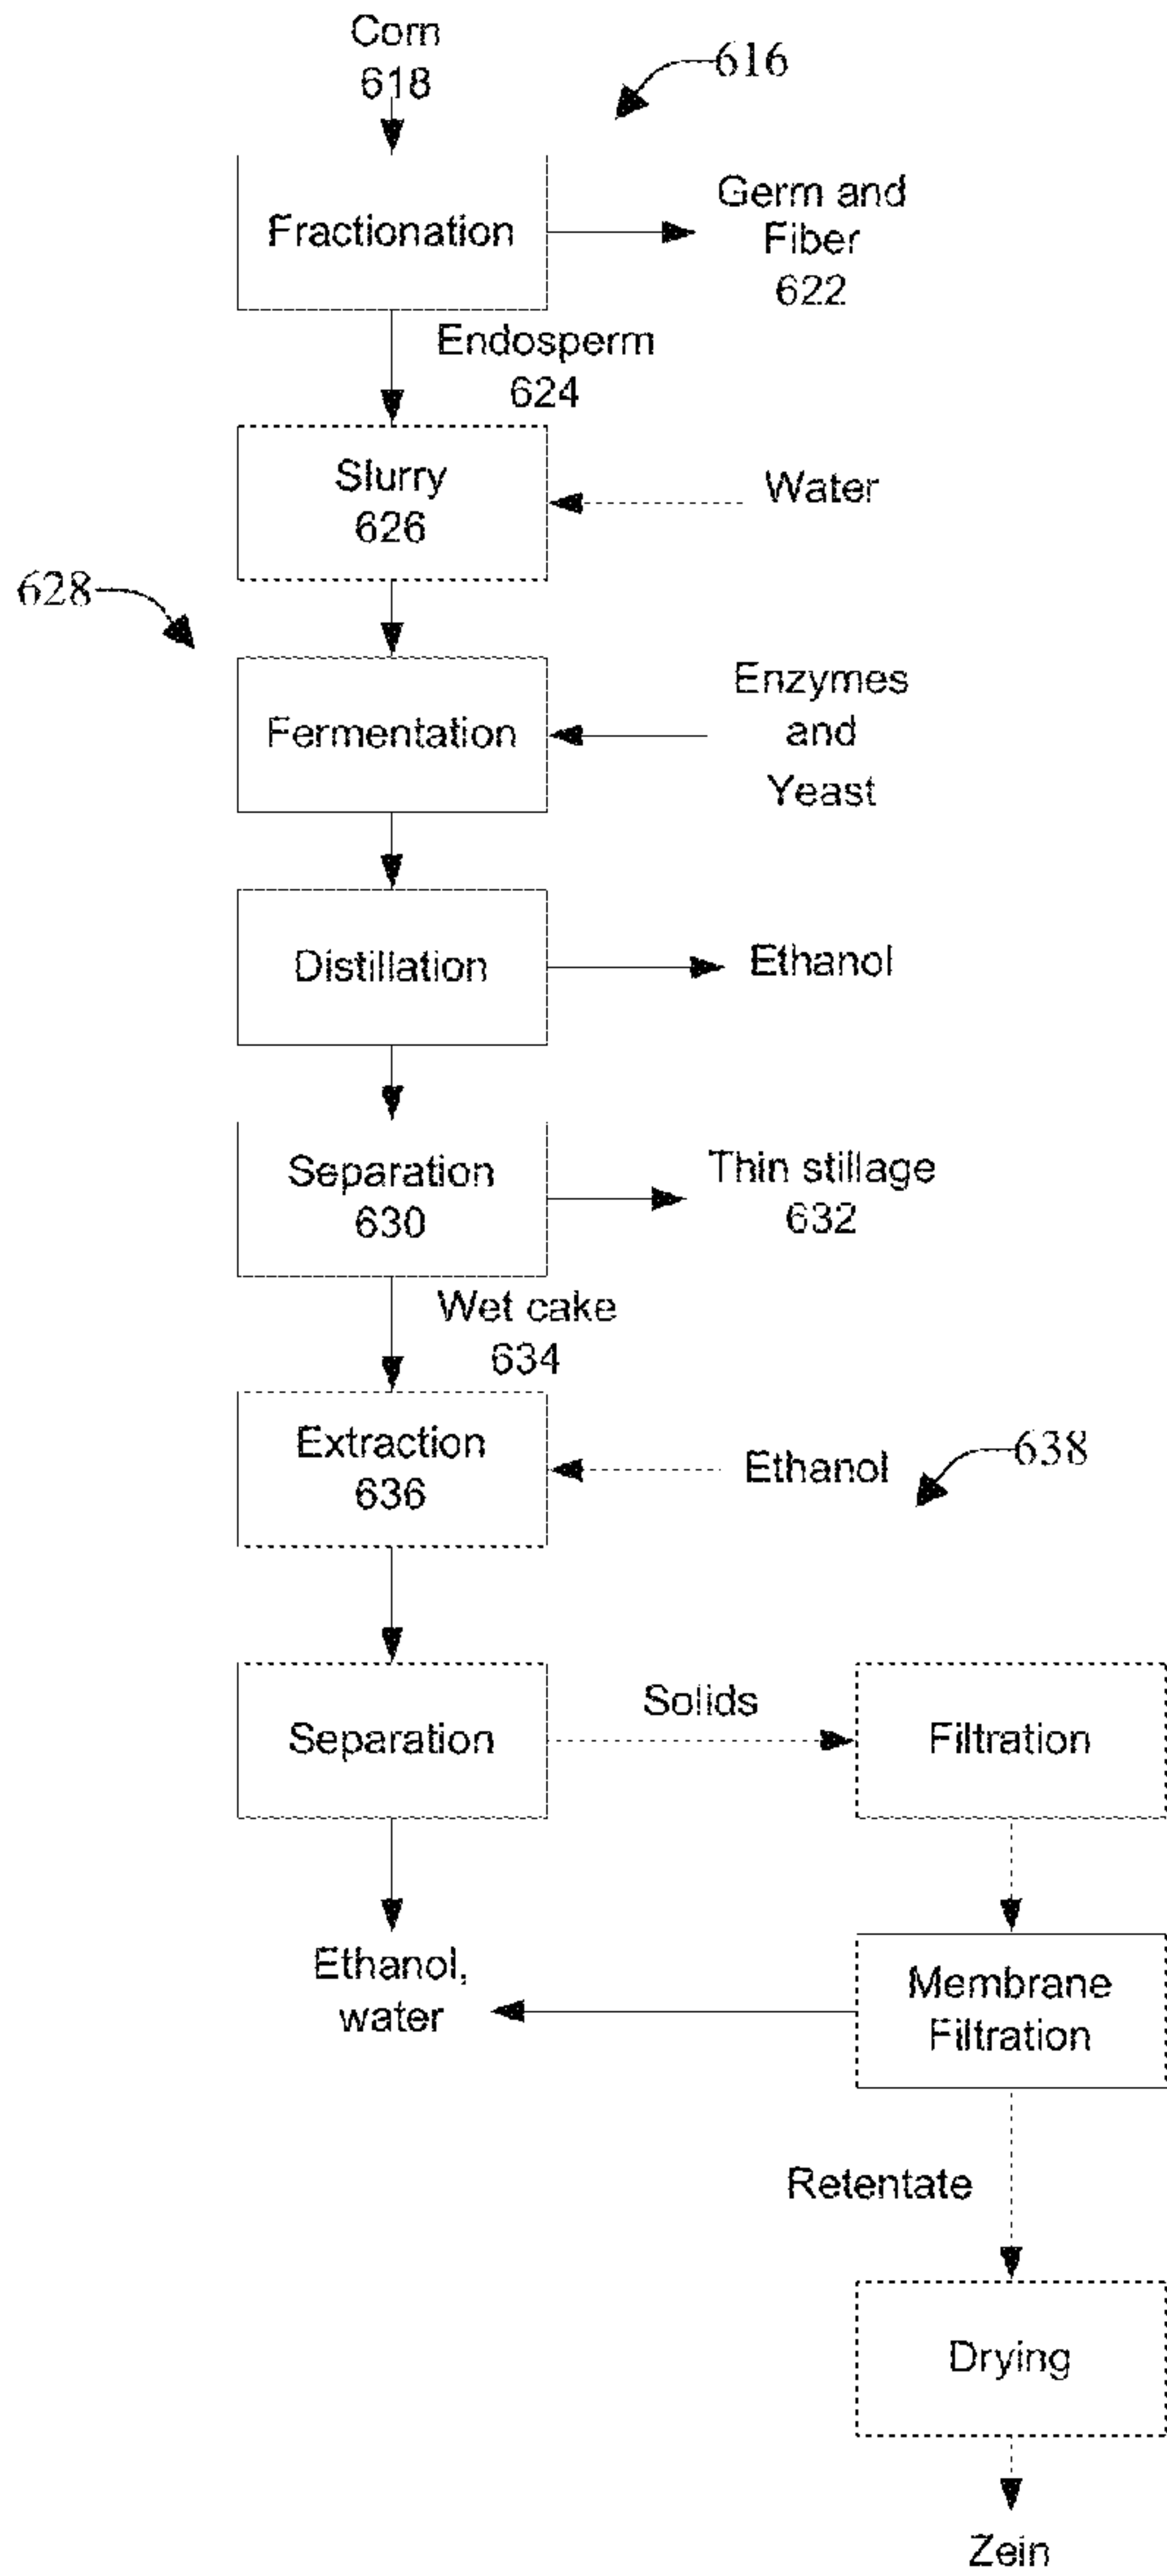 Corn
618
616
Fractionation
Germ and
Fiber
622
Endosperm
624
Slurry
626
Water
628
Fermentation
Enzymes
and
Yeast
Distillation
Ethanol
Separation
630
Thin stillage
632
Wet cake
634
Extraction
636
Ethanol
638
Separation
Solids
Filtration
Ethanol,
water
Membrane
Filtration
Retentate
Drying
Zein